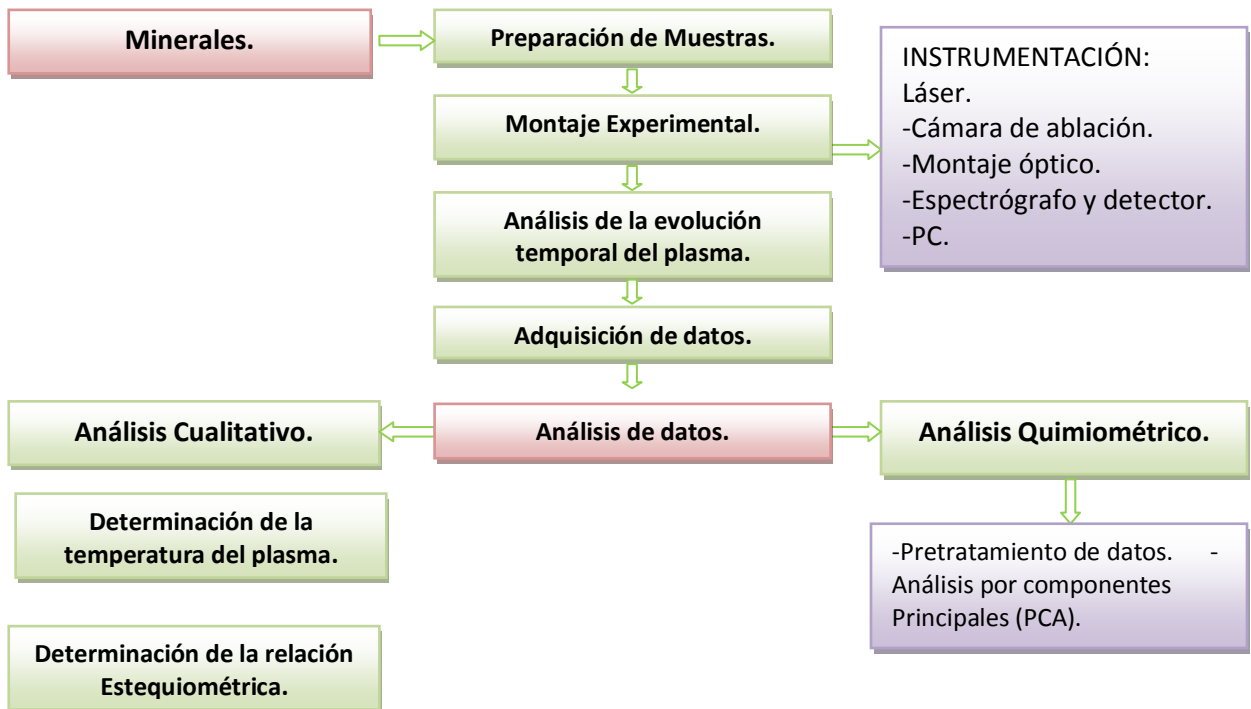 Minerales.
Preparación de Muestras.
INSTRUMENTACIÓN:
Láser.
-Cámara de ablación.
-Montaje óptico.
-Espectrógrafo y detector.
-PC.
Montaje Experimental.
Análisis de la evolución
temporal del plasma.
Adquisición de datos.
Análisis Cualitativo.
Análisis de datos.
Análisis Quimiométrico.
Determinación de la
temperatura del plasma.
-Pretratamiento de datos. -
Análisis por componentes
Principales (PCA).
Determinación de la relación
Estequiométrica.